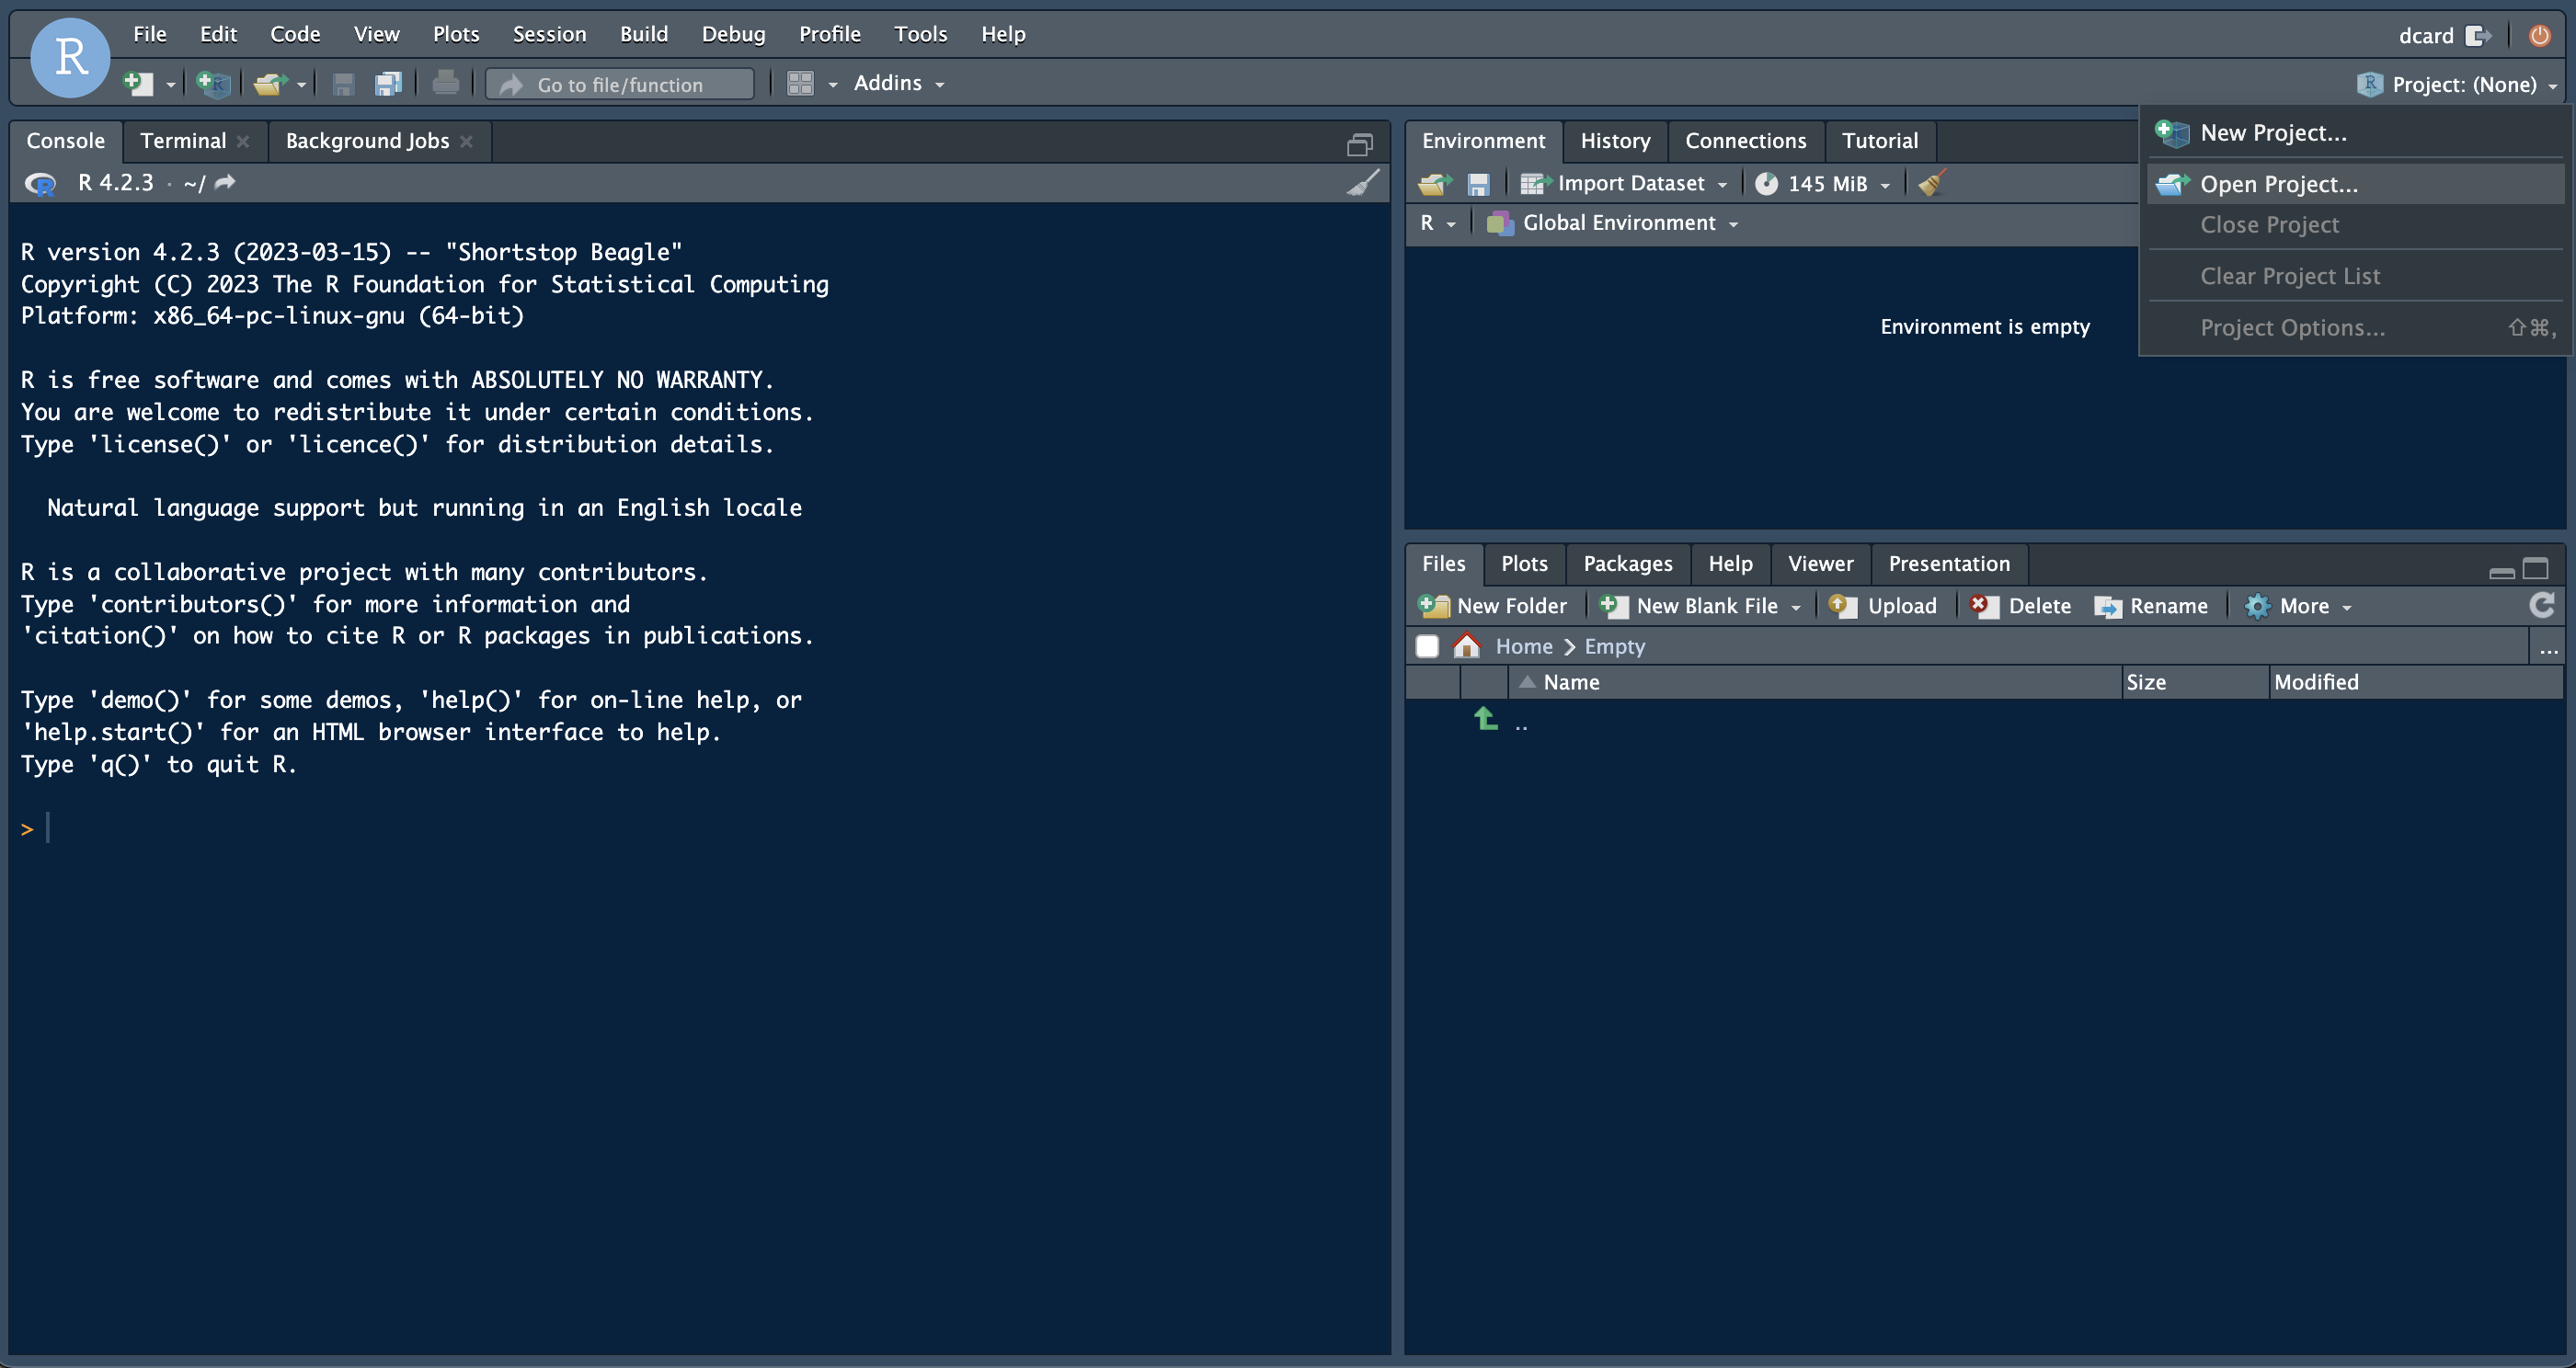 R
File Edit Code View Plots Session Build Debug Profile Tools Help
dcard
Go to file/function
Addins
R Project: (None)
Console Terminal Background Jobs
R R 4.2.3 · ~/
R version 4.2.3 (2023-03-15) -- "Shortstop Beagle"
Copyright (C) 2023 The R Foundation for Statistical Computing
Platform: x86_64-pc-linux-gnu (64-bit)
R is free software and comes with ABSOLUTELY NO WARRANTY.
You are welcome to redistribute it under certain conditions.
Type 'license()' or 'licence()' for distribution details.
Natural language support but running in an English locale
R is a collaborative project with many contributors.
Type 'contributors()' for more information and
'citation()' on how to cite R or R packages in publications.
Type 'demo()' for some demos, 'help()' for on-line help, or
'help.start()' for an HTML browser interface to help.
Type 'q()' to quit R.
>
Environment History Connections Tutorial
Import Dataset 145 MiB
R Global Environment
Environment is empty
New Project...
Open Project...
Close Project
Clear Project List
Project Options... ⇧⌘,
Files Plots Packages Help Viewer Presentation
New Folder New Blank File Upload Delete Rename More
Home > Empty ...
Name Size Modified
..